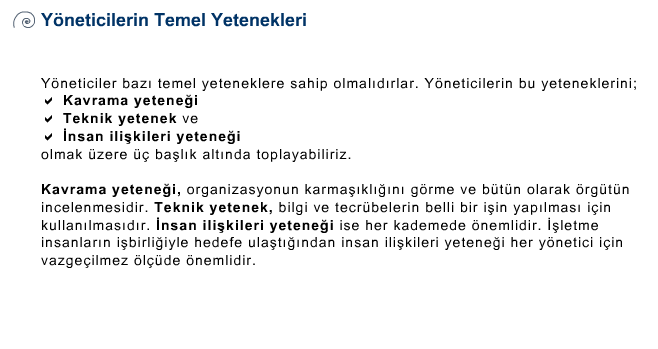 Yöneticilerin Temel Yetenekleri
Yöneticiler bazı temel yeteneklere sahip olmalıdırlar. Yöneticilerin bu yeteneklerini;
Kavrama yeteneği
Teknik yetenek ve
İnsan ilişkileri yeteneği
olmak üzere üç başlık altında toplayabiliriz.
Kavrama yeteneği, organizasyonun karmaşıklığını görme ve bütün olarak örgütün
incelenmesidir. Teknik yetenek, bilgi ve tecrübelerin belli bir işin yapılması için
kullanılmasıdır. İnsan ilişkileri yeteneği ise her kademede önemlidir. İşletme
insanların işbirliğiyle hedefe ulaştığından insan ilişkileri yeteneği her yönetici için
vazgeçilmez ölçüde önemlidir.